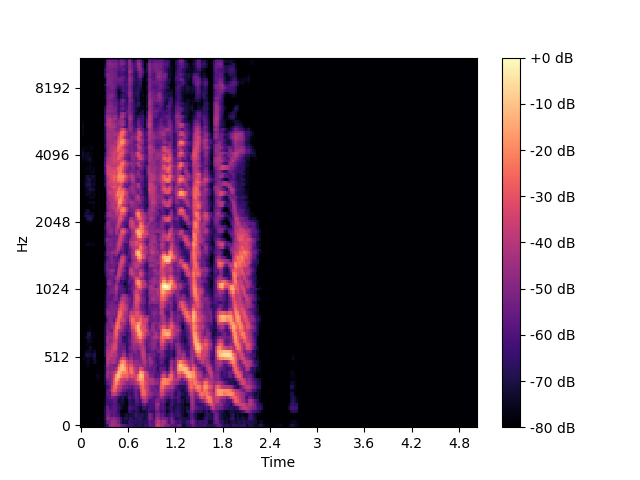 8192
4096
2048
1024
512
0
Hz
0 0.6 1.2 1.8 2.4 3 3.6 4.2 4.8
Time
+0 dB
-10 dB
-20 dB
-30 dB
-40 dB
-50 dB
-60 dB
-70 dB
-80 dB